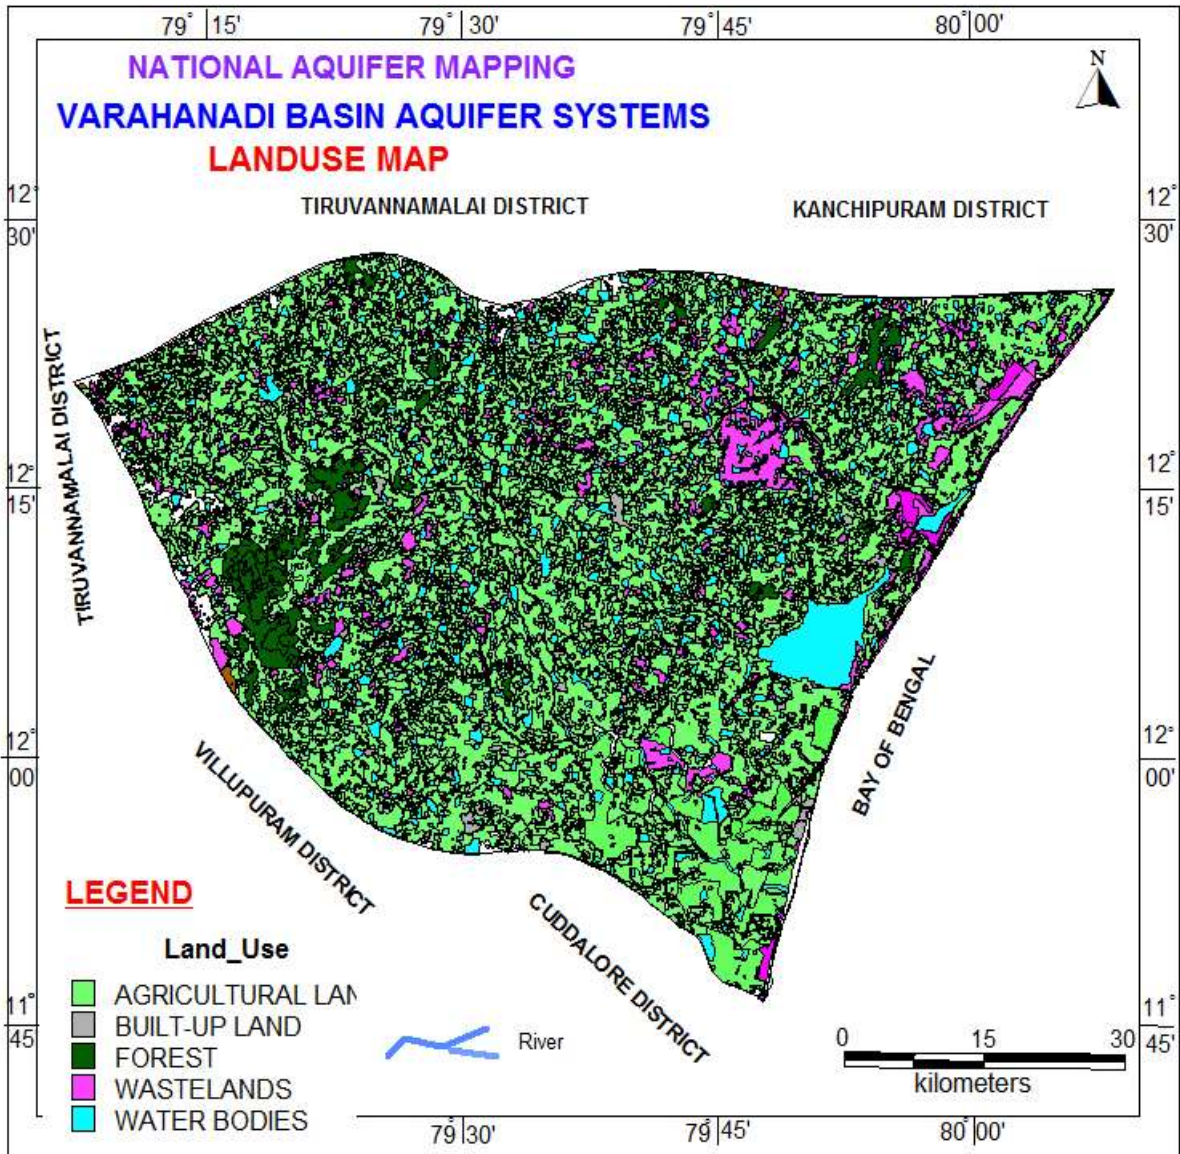 79° 15' 79° 30' 79° 45' 80° 00'
NATIONAL AQUIFER MAPPING
N
VARAHANADI BASIN AQUIFER SYSTEMS
LANDUSE MAP
12° 30'
TIRUVANNAMALAI DISTRICT
KANCHIPURAM DISTRICT
12° 30'
TIRUVANNAMALAI DISTRICT
12° 15'
12° 15'
12° 00'
VILLUPURAM DISTRICT
BAY OF BENGAL
12° 00'
CUDDALORE DISTRICT
LEGEND
Land_Use
AGRICULTURAL LAN
BUILT-UP LAND
FOREST
WASTELANDS
WATER BODIES
River
11° 45'
0 15 30
kilometers
11° 45'
79° 30' 79° 45' 80° 00'